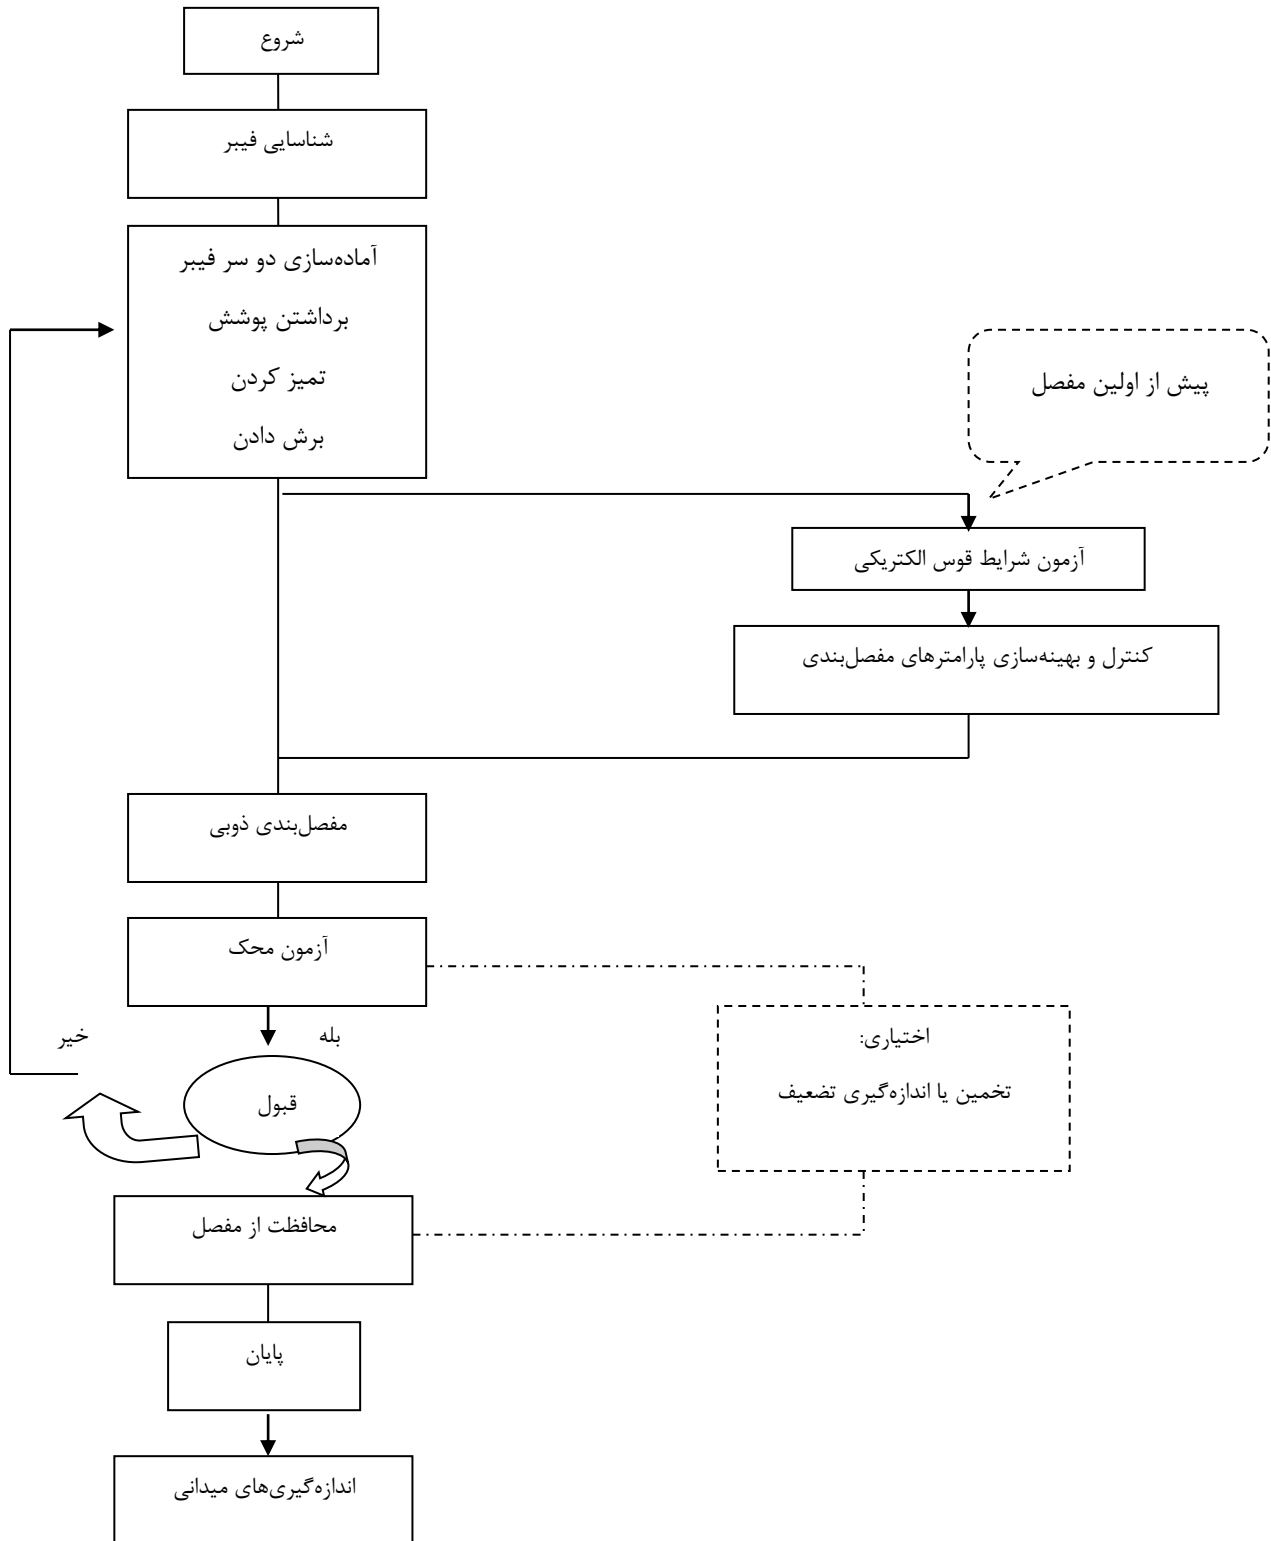 شروع
شناسایی فیبر
آماده‌سازی دو سر فیبر
برداشتن پوشش
تمیز کردن
برش دادن
پیش از اولین مفصل
آزمون شرایط قوس الکتریکی
کنترل و بهینه‌سازی پارامترهای مفصل‌بندی
مفصل‌بندی ذوبی
آزمون محک
بله
خیر
قبول
اختیاری:
تخمین یا اندازه‌گیری تضعیف
محافظت از مفصل
پایان
اندازه‌گیری‌های میدانی